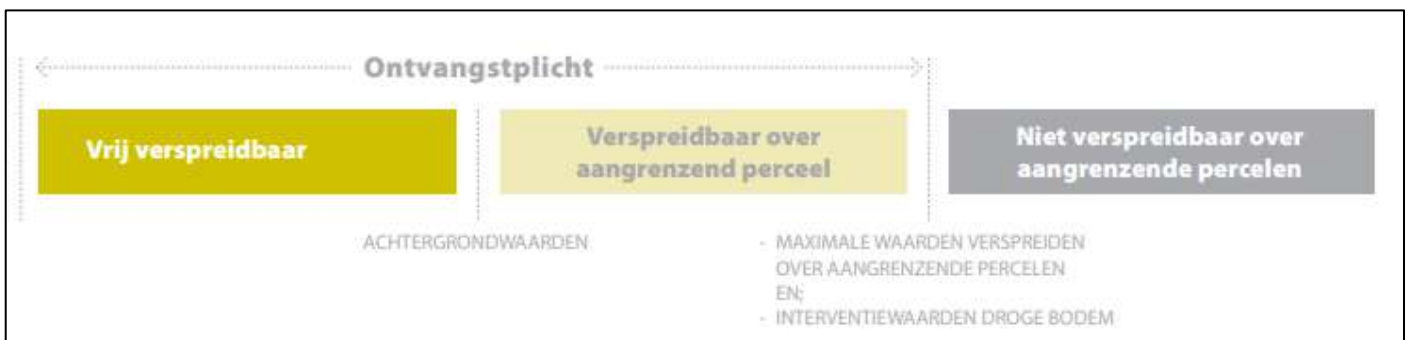 Ontvangstplicht
Vrij verspreidbaar
Verspreidbaar over
aangrenzend perceel
Niet verspreidbaar over
aangrenzende percelen
ACHTERGRONDWAARDEN
- MAXIMALE WAARDEN VERSPREIDEN
OVER AANGRENZENDE PERCELEN
EN;
- INTERVENTIEWAARDEN DROGE BODEM